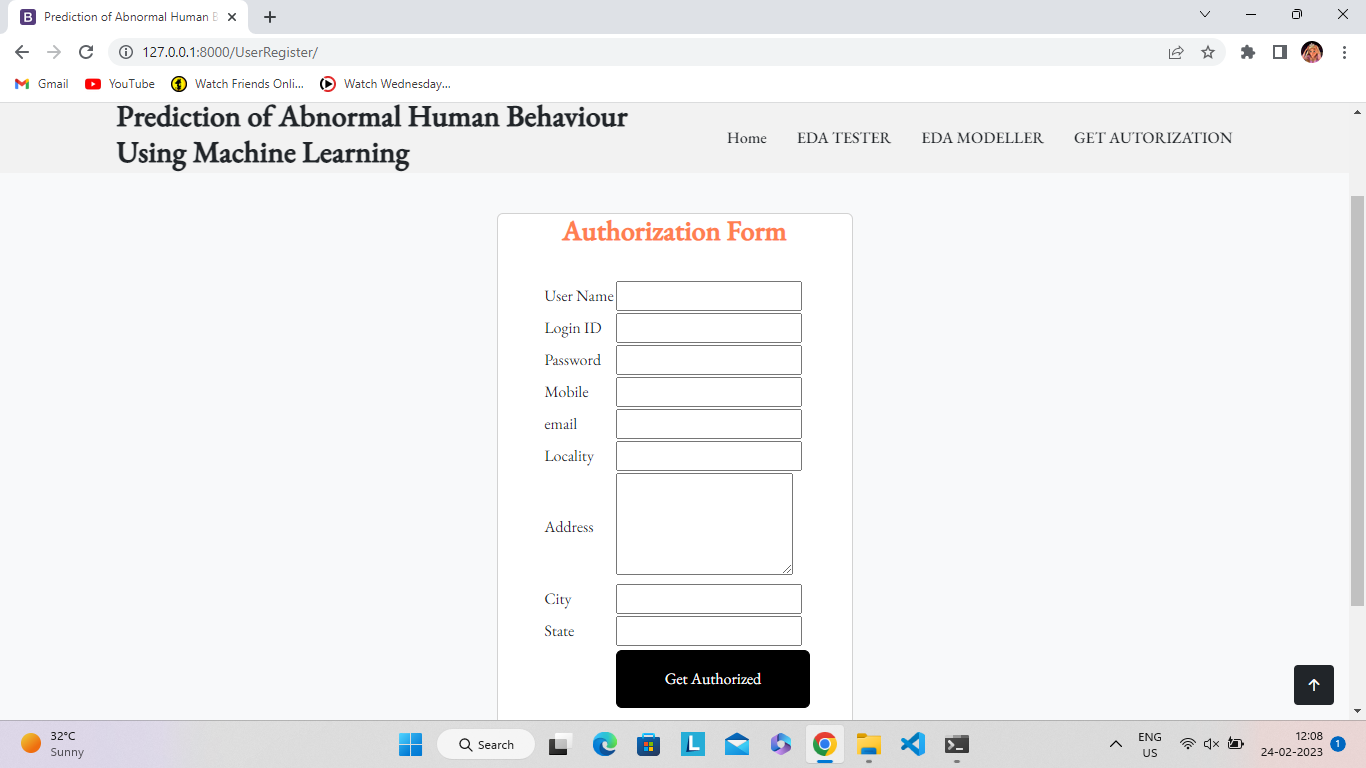 Prediction of Abnormal Human B
127.0.0.1:8000/UserRegister/
Gmail YouTube Watch Friends Onli... Watch Wednesday...
Prediction of Abnormal Human Behaviour
Using Machine Learning
Home EDA TESTER EDA MODELLER GET AUTORIZATION
Authorization Form
User Name
Login ID
Password
Mobile
email
Locality
Address
City
State
Get Authorized
32°C
Sunny
Search
ENG
US
12:08
24-02-2023
1